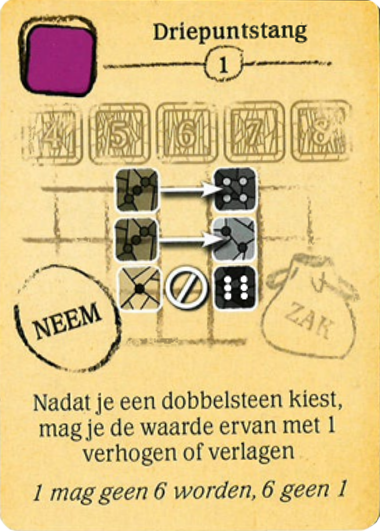 Driepuntstang
1
4 5 6 7 8
NEEM
ZAK
Nadat je een dobbelsteen kiest,
mag je de waarde ervan met 1
verhogen of verlagen
1 mag geen 6 worden, 6 geen 1